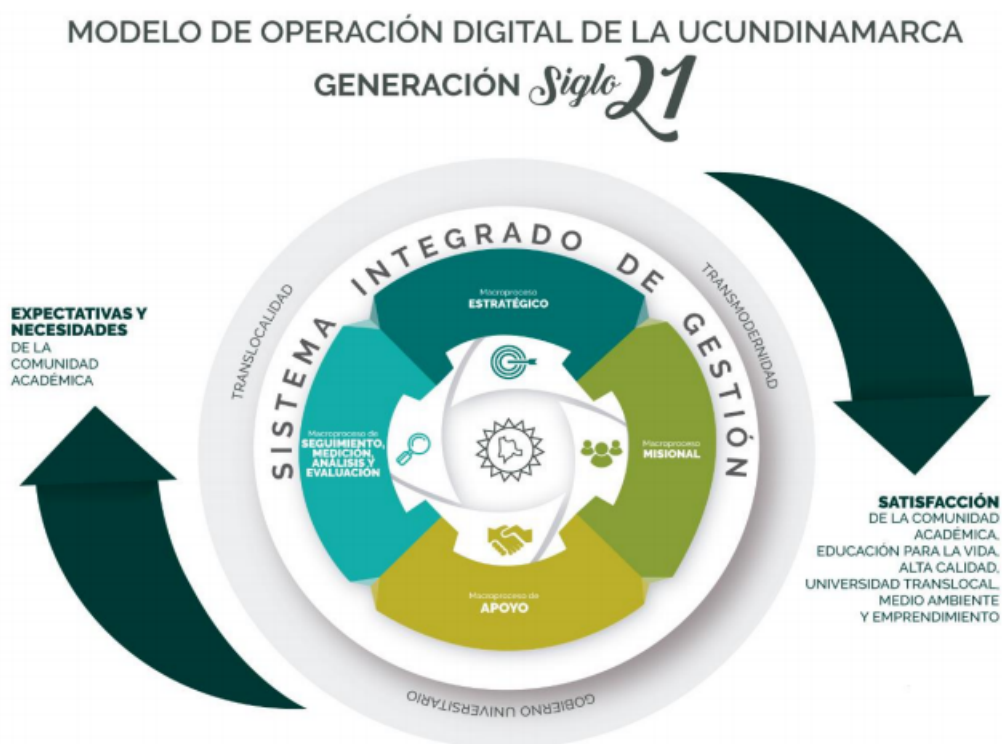 MODELO DE OPERACIÓN DIGITAL DE LA UCUNDINAMARCA
GENERACIÓN Siglo 21
SISTEMA INTEGRADO DE GESTIÓN
TRANSLOCALIDAD
TRANSMODERNIDAD
GOBIERNO UNIVERSITARIO
EXPECTATIVAS Y
NECESIDADES
DE LA
COMUNIDAD
ACADÉMICA
Macroproceso
ESTRATÉGICO
Macroproceso de
SEGUIMIENTO,
MEDICIÓN,
ANÁLISIS Y
EVALUACIÓN
Macroproceso
MISIONAL
Macroproceso de
APOYO
SATISFACCIÓN
DE LA COMUNIDAD
ACADÉMICA,
EDUCACIÓN PARA LA VIDA,
ALTA CALIDAD,
UNIVERSIDAD TRANSLOCAL,
MEDIO AMBIENTE
Y EMPRENDIMIENTO